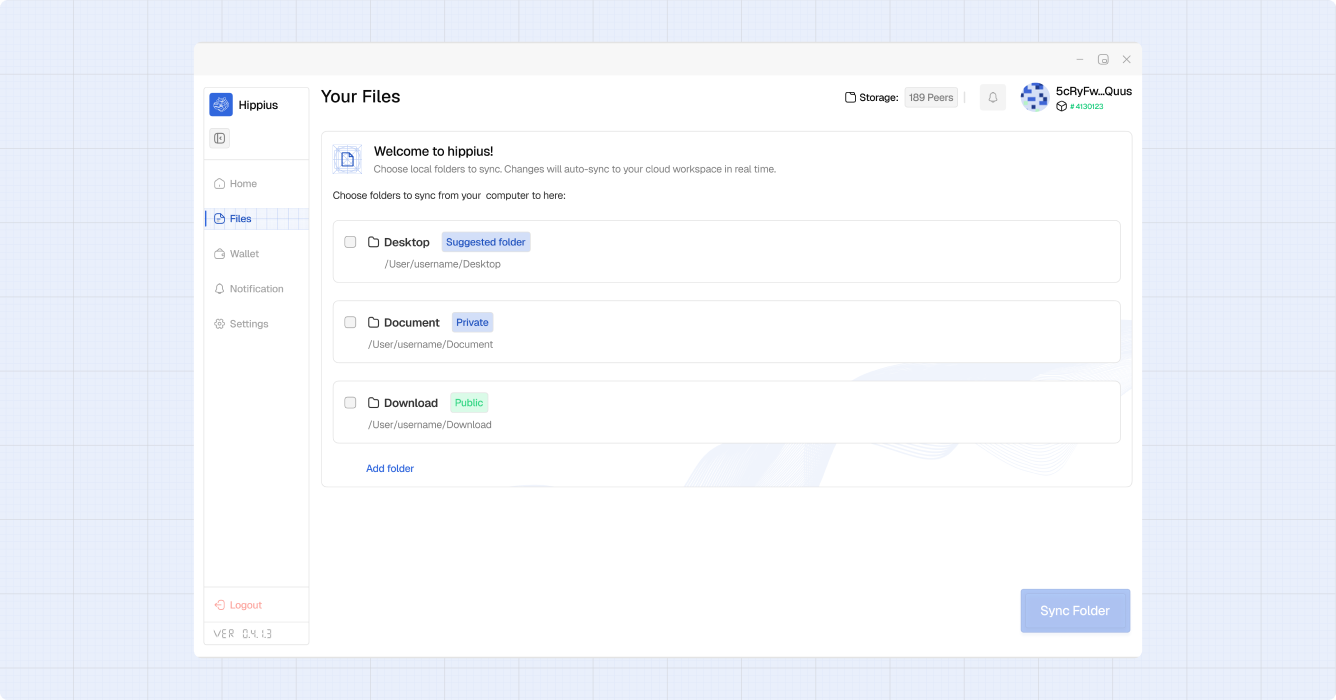 Hippius
Your Files
Storage: 189 Peers
5cRyFw...Quus
# 4130123
Home
Files
Wallet
Notification
Settings
Welcome to hippius!
Choose local folders to sync. Changes will auto-sync to your cloud workspace in real time.
Choose folders to sync from your computer to here:
Desktop Suggested folder
/User/username/Desktop
Document Private
/User/username/Document
Download Public
/User/username/Download
Add folder
Logout
VER 0.4.1.3
Sync Folder